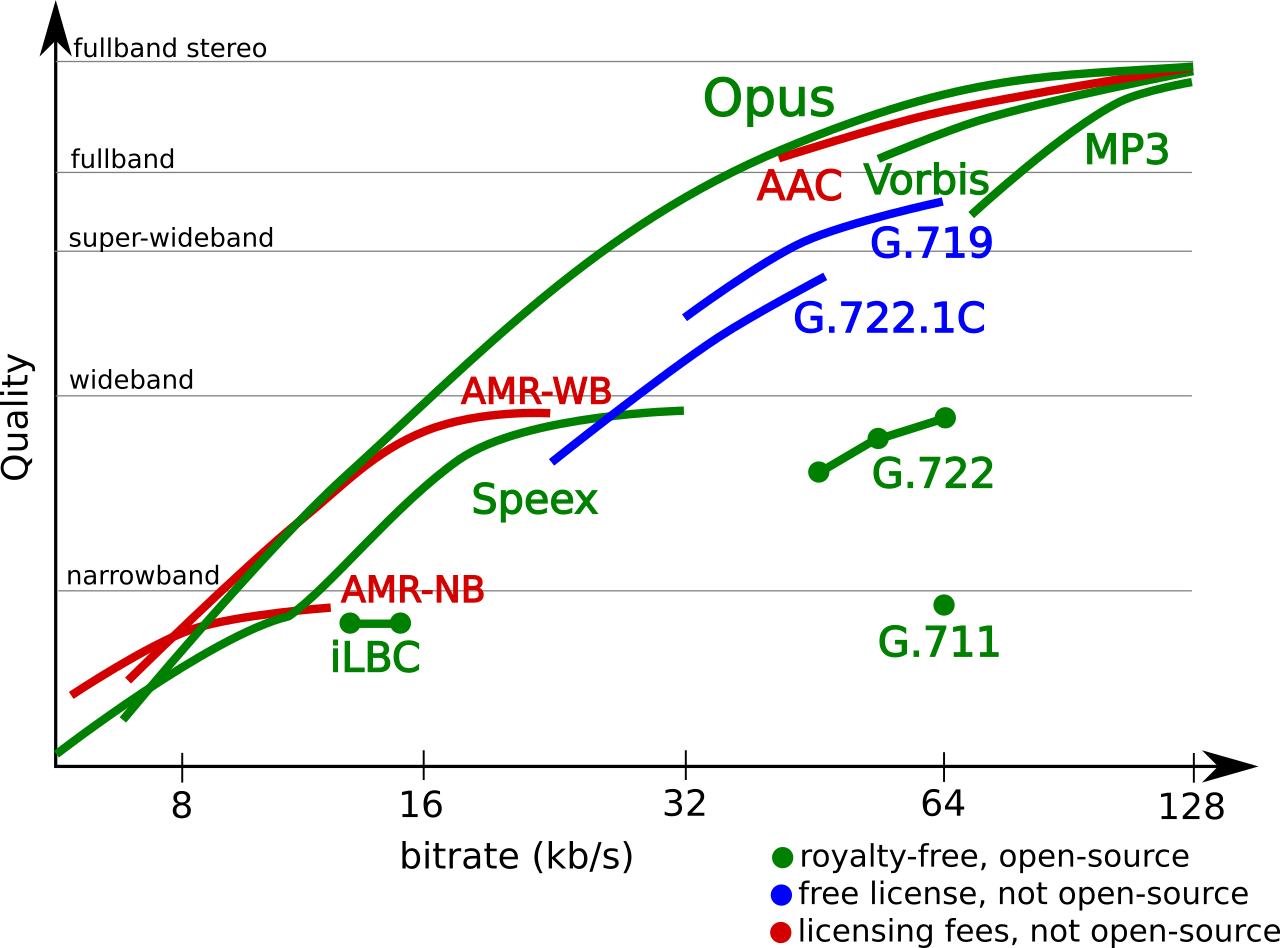 fullband stereo
Opus
MP3
fullband
AAC
Vorbis
super-wideband
G.719
G.722.1C
wideband
AMR-WB
Quality
G.722
Speex
narrowband
AMR-NB
iLBC
G.711
8
16
32
64
128
bitrate (kb/s)
royalty-free, open-source
free license, not open-source
licensing fees, not open-source